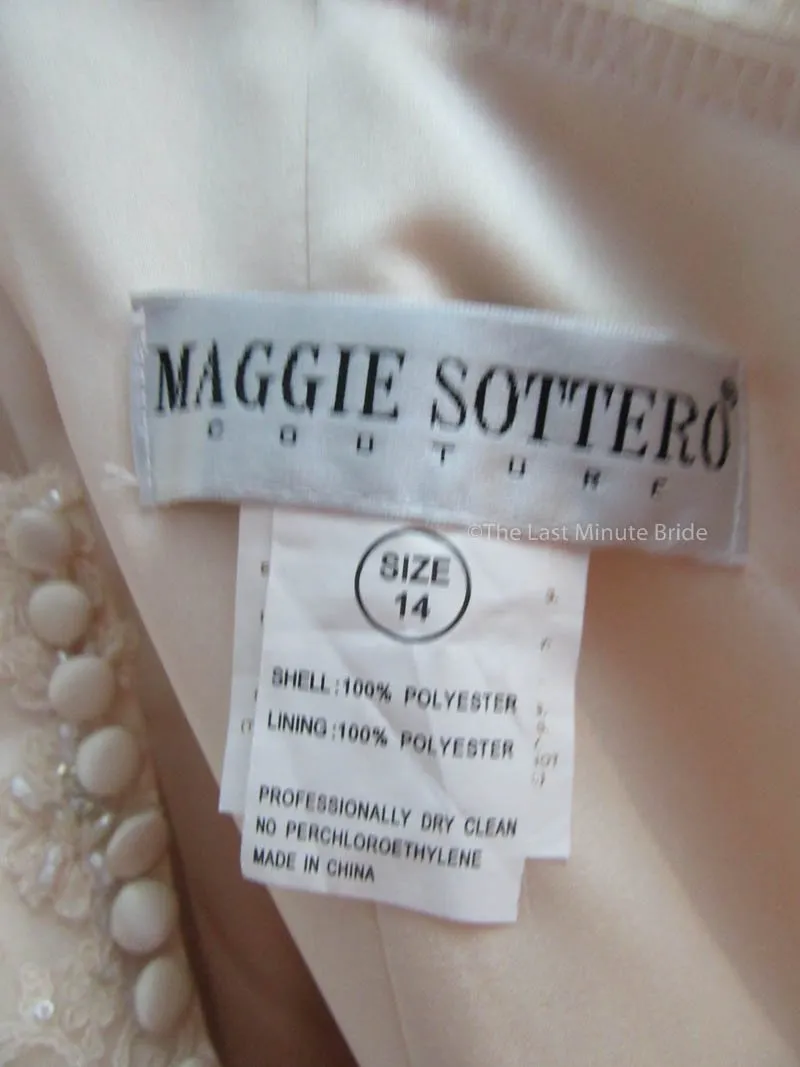 MAGGIE SOTTERO®
COUTURE
©The Last Minute Bride
SIZE
14
SHELL:100% POLYESTER
LINING:100% POLYESTER
PROFESSIONALLY DRY CLEAN
NO PERCHLOROETHYLENE
MADE IN CHINA